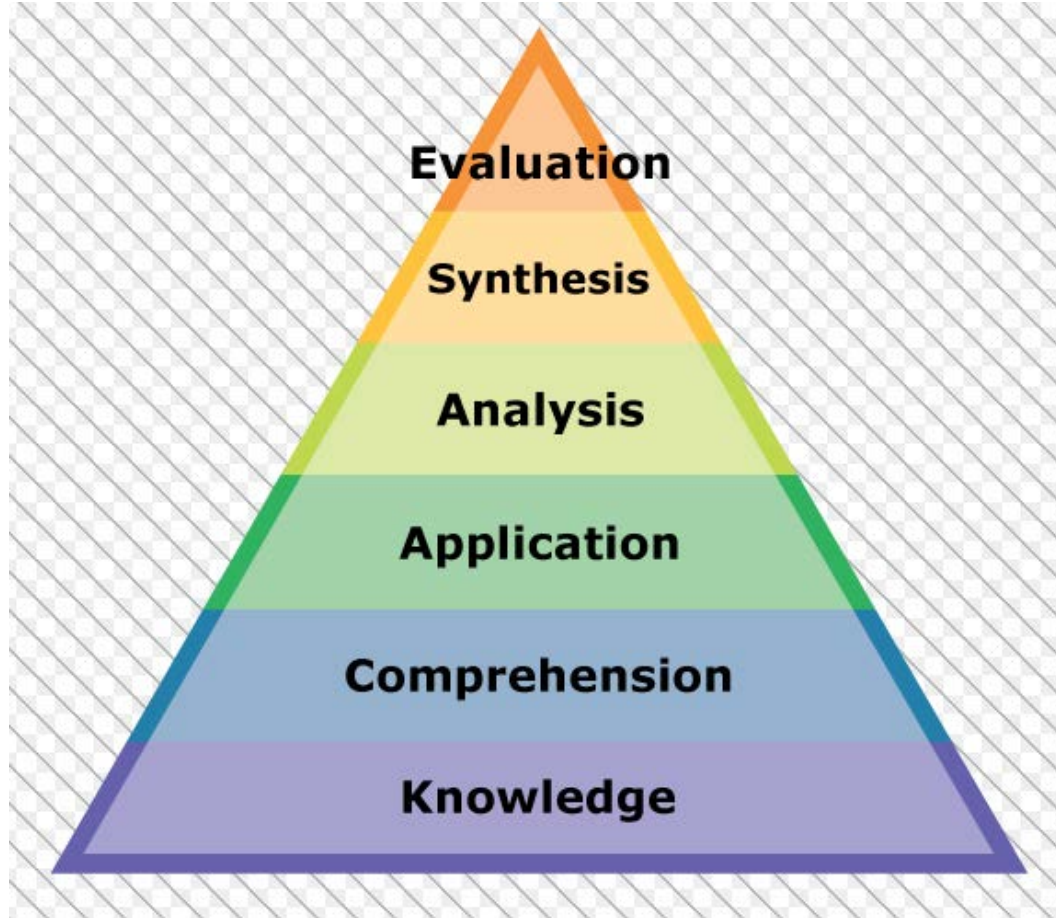 Evaluation
Synthesis
Analysis
Application
Comprehension
Knowledge